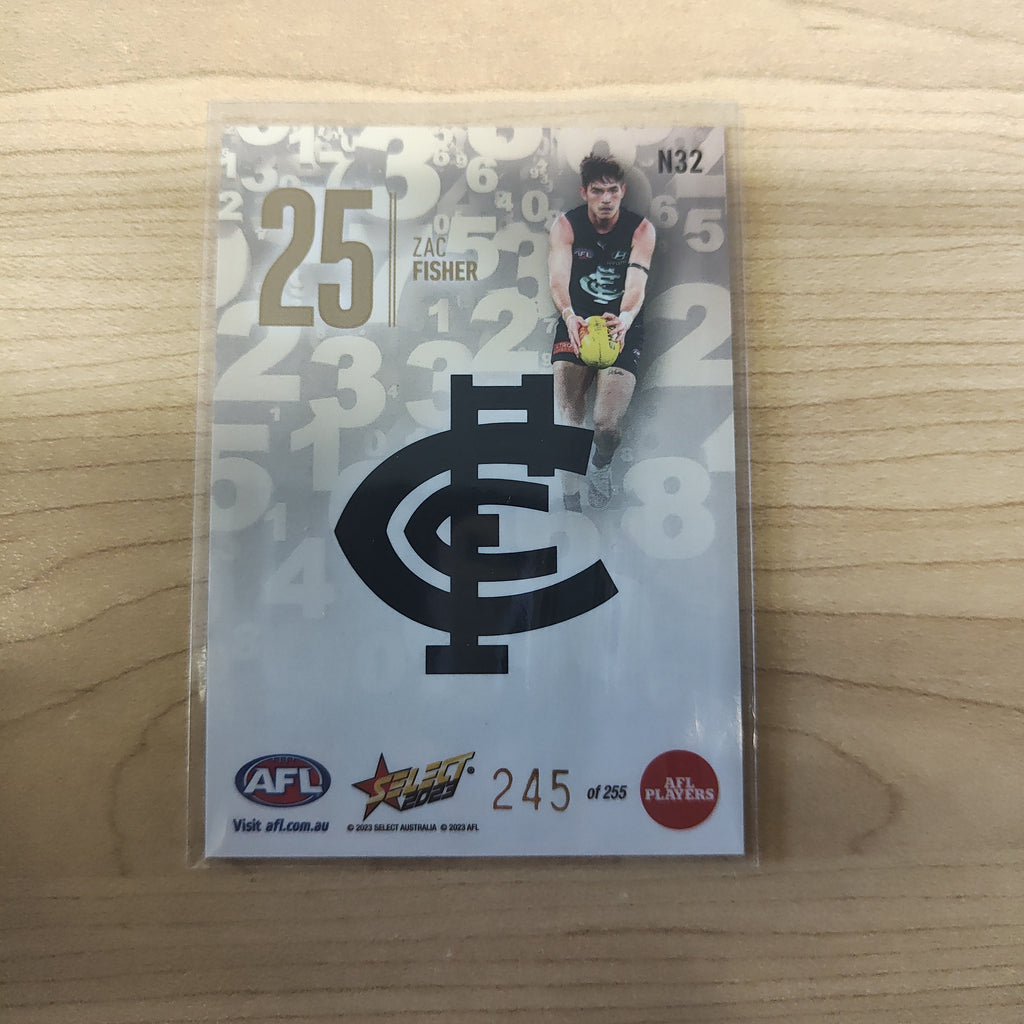 N32
25
ZAC
FISHER
AFL
Visit afl.com.au
SELECT
2023
© 2023 SELECT AUSTRALIA © 2023 AFL
245 of 255
AFL
PLAYERS